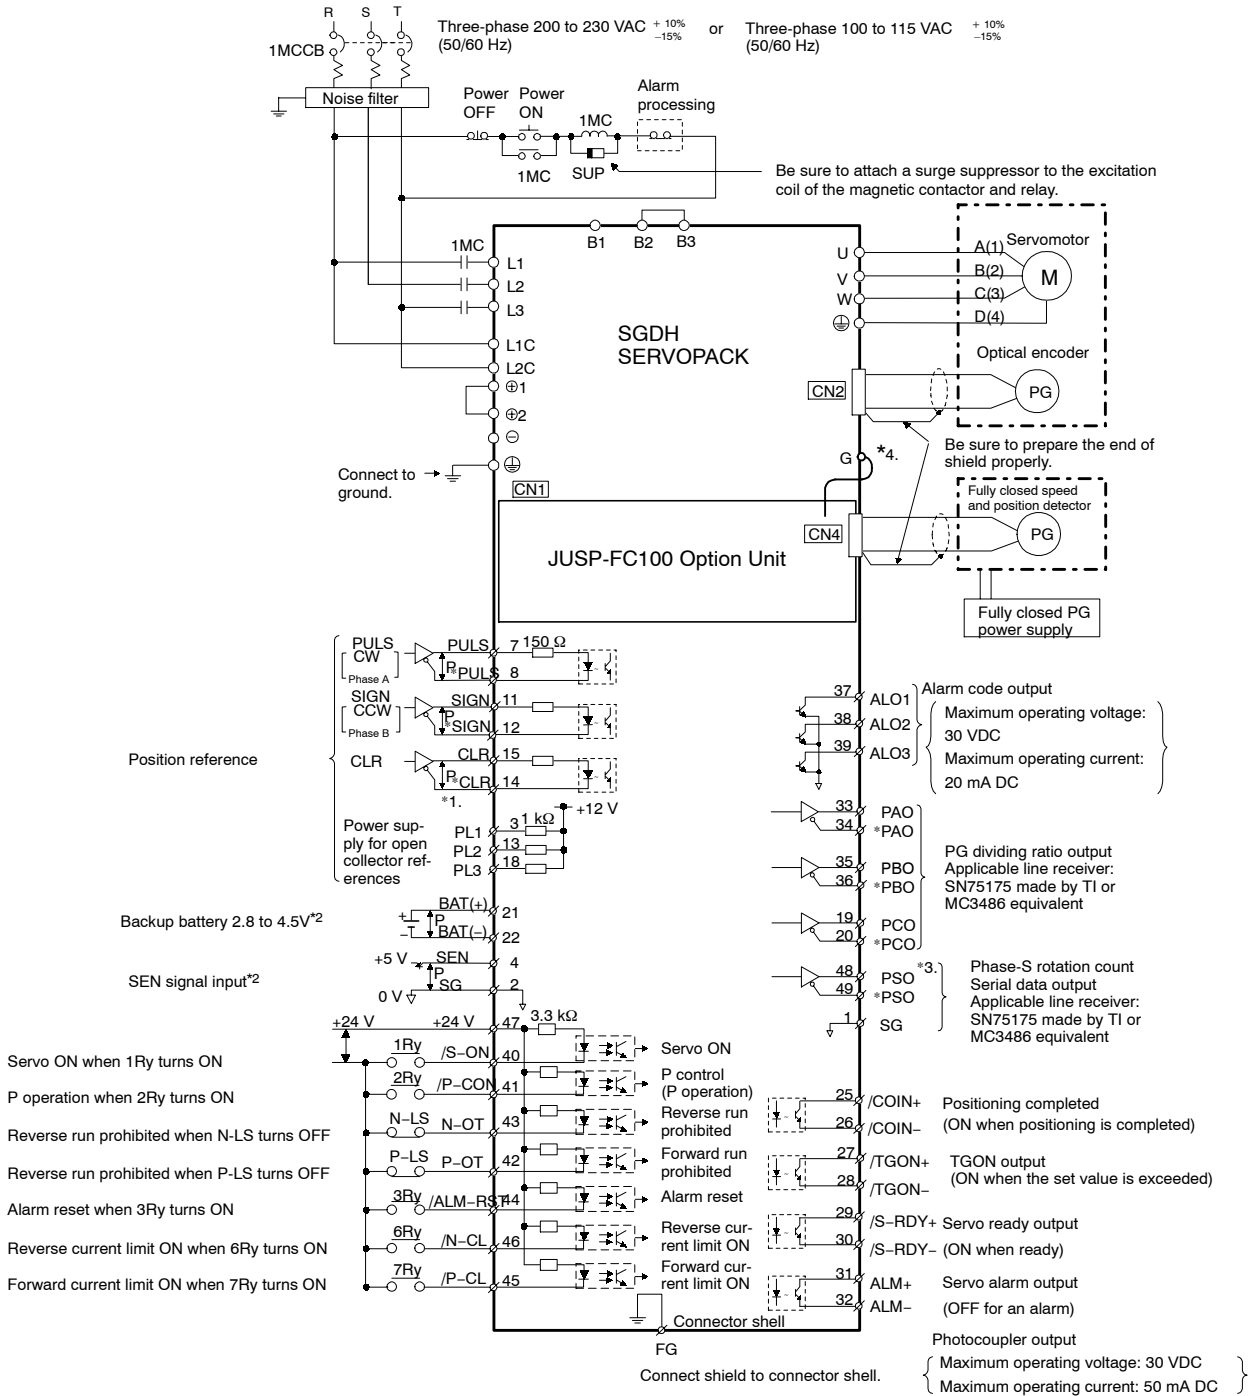 R S T
Three-phase 200 to 230 VAC + 10% −15% or Three-phase 100 to 115 VAC + 10% −15%
(50/60 Hz) (50/60 Hz)
1MCCB
Noise filter
Power OFF
Power ON
Alarm processing
1MC
1MC
SUP
Be sure to attach a surge suppressor to the excitation
coil of the magnetic contactor and relay.
B1 B2 B3
1MC
L1
L2
L3
L1C
L2C
⊕1
⊕2
⊖
Connect to
ground.
SGDH
SERVOPACK
U
V
W
A(1)
B(2)
C(3)
D(4)
Servomotor
M
Optical encoder
CN2
PG
Be sure to prepare the end of
shield properly.
G
*4.
CN1
JUSP-FC100 Option Unit
CN4
Fully closed speed
and position detector
PG
Fully closed PG
power supply
Position reference
PULS
CW
Phase A
PULS 7 150 Ω
P
*PULS 8
SIGN
CCW
Phase B
SIGN 11
P
*SIGN 12
CLR
CLR 15
P
*CLR 14
*1.
+12 V
Power sup-
ply for open
collector ref-
erences
PL1 3 1 kΩ
PL2 13
PL3 18
Backup battery 2.8 to 4.5V*2
+
−
BAT(+) 21
P
BAT(−) 22
SEN signal input*2
+5 V SEN 4
P
0 V SG 2
+24 V +24 V 47 3.3 kΩ
Servo ON when 1Ry turns ON
1Ry /S−ON 40
Servo ON
P operation when 2Ry turns ON
2Ry /P−CON 41
P control
(P operation)
Reverse run prohibited when N-LS turns OFF
N−LS N−OT 43
Reverse run
prohibited
Reverse run prohibited when P-LS turns OFF
P−LS P−OT 42
Forward run
prohibited
Alarm reset when 3Ry turns ON
3Ry /ALM−RST 44
Alarm reset
Reverse current limit ON when 6Ry turns ON
6Ry /N−CL 46
Reverse cur-
rent limit ON
Forward current limit ON when 7Ry turns ON
7Ry /P−CL 45
Forward cur-
rent limit ON
37 ALO1
38 ALO2
39 ALO3
Alarm code output
Maximum operating voltage:
30 VDC
Maximum operating current:
20 mA DC
33 PAO
34 *PAO
35 PBO
36 *PBO
19 PCO
20 *PCO
PG dividing ratio output
Applicable line receiver:
SN75175 made by TI or
MC3486 equivalent
48 PSO *3.
49 *PSO
1 SG
Phase-S rotation count
Serial data output
Applicable line receiver:
SN75175 made by TI or
MC3486 equivalent
25 /COIN+
26 /COIN−
Positioning completed
(ON when positioning is completed)
27 /TGON+
28 /TGON−
TGON output
(ON when the set value is exceeded)
29 /S−RDY+ Servo ready output
30 /S−RDY− (ON when ready)
31 ALM+ Servo alarm output
32 ALM− (OFF for an alarm)
Connector shell
FG
Connect shield to connector shell.
Photocoupler output
Maximum operating voltage: 30 VDC
Maximum operating current: 50 mA DC